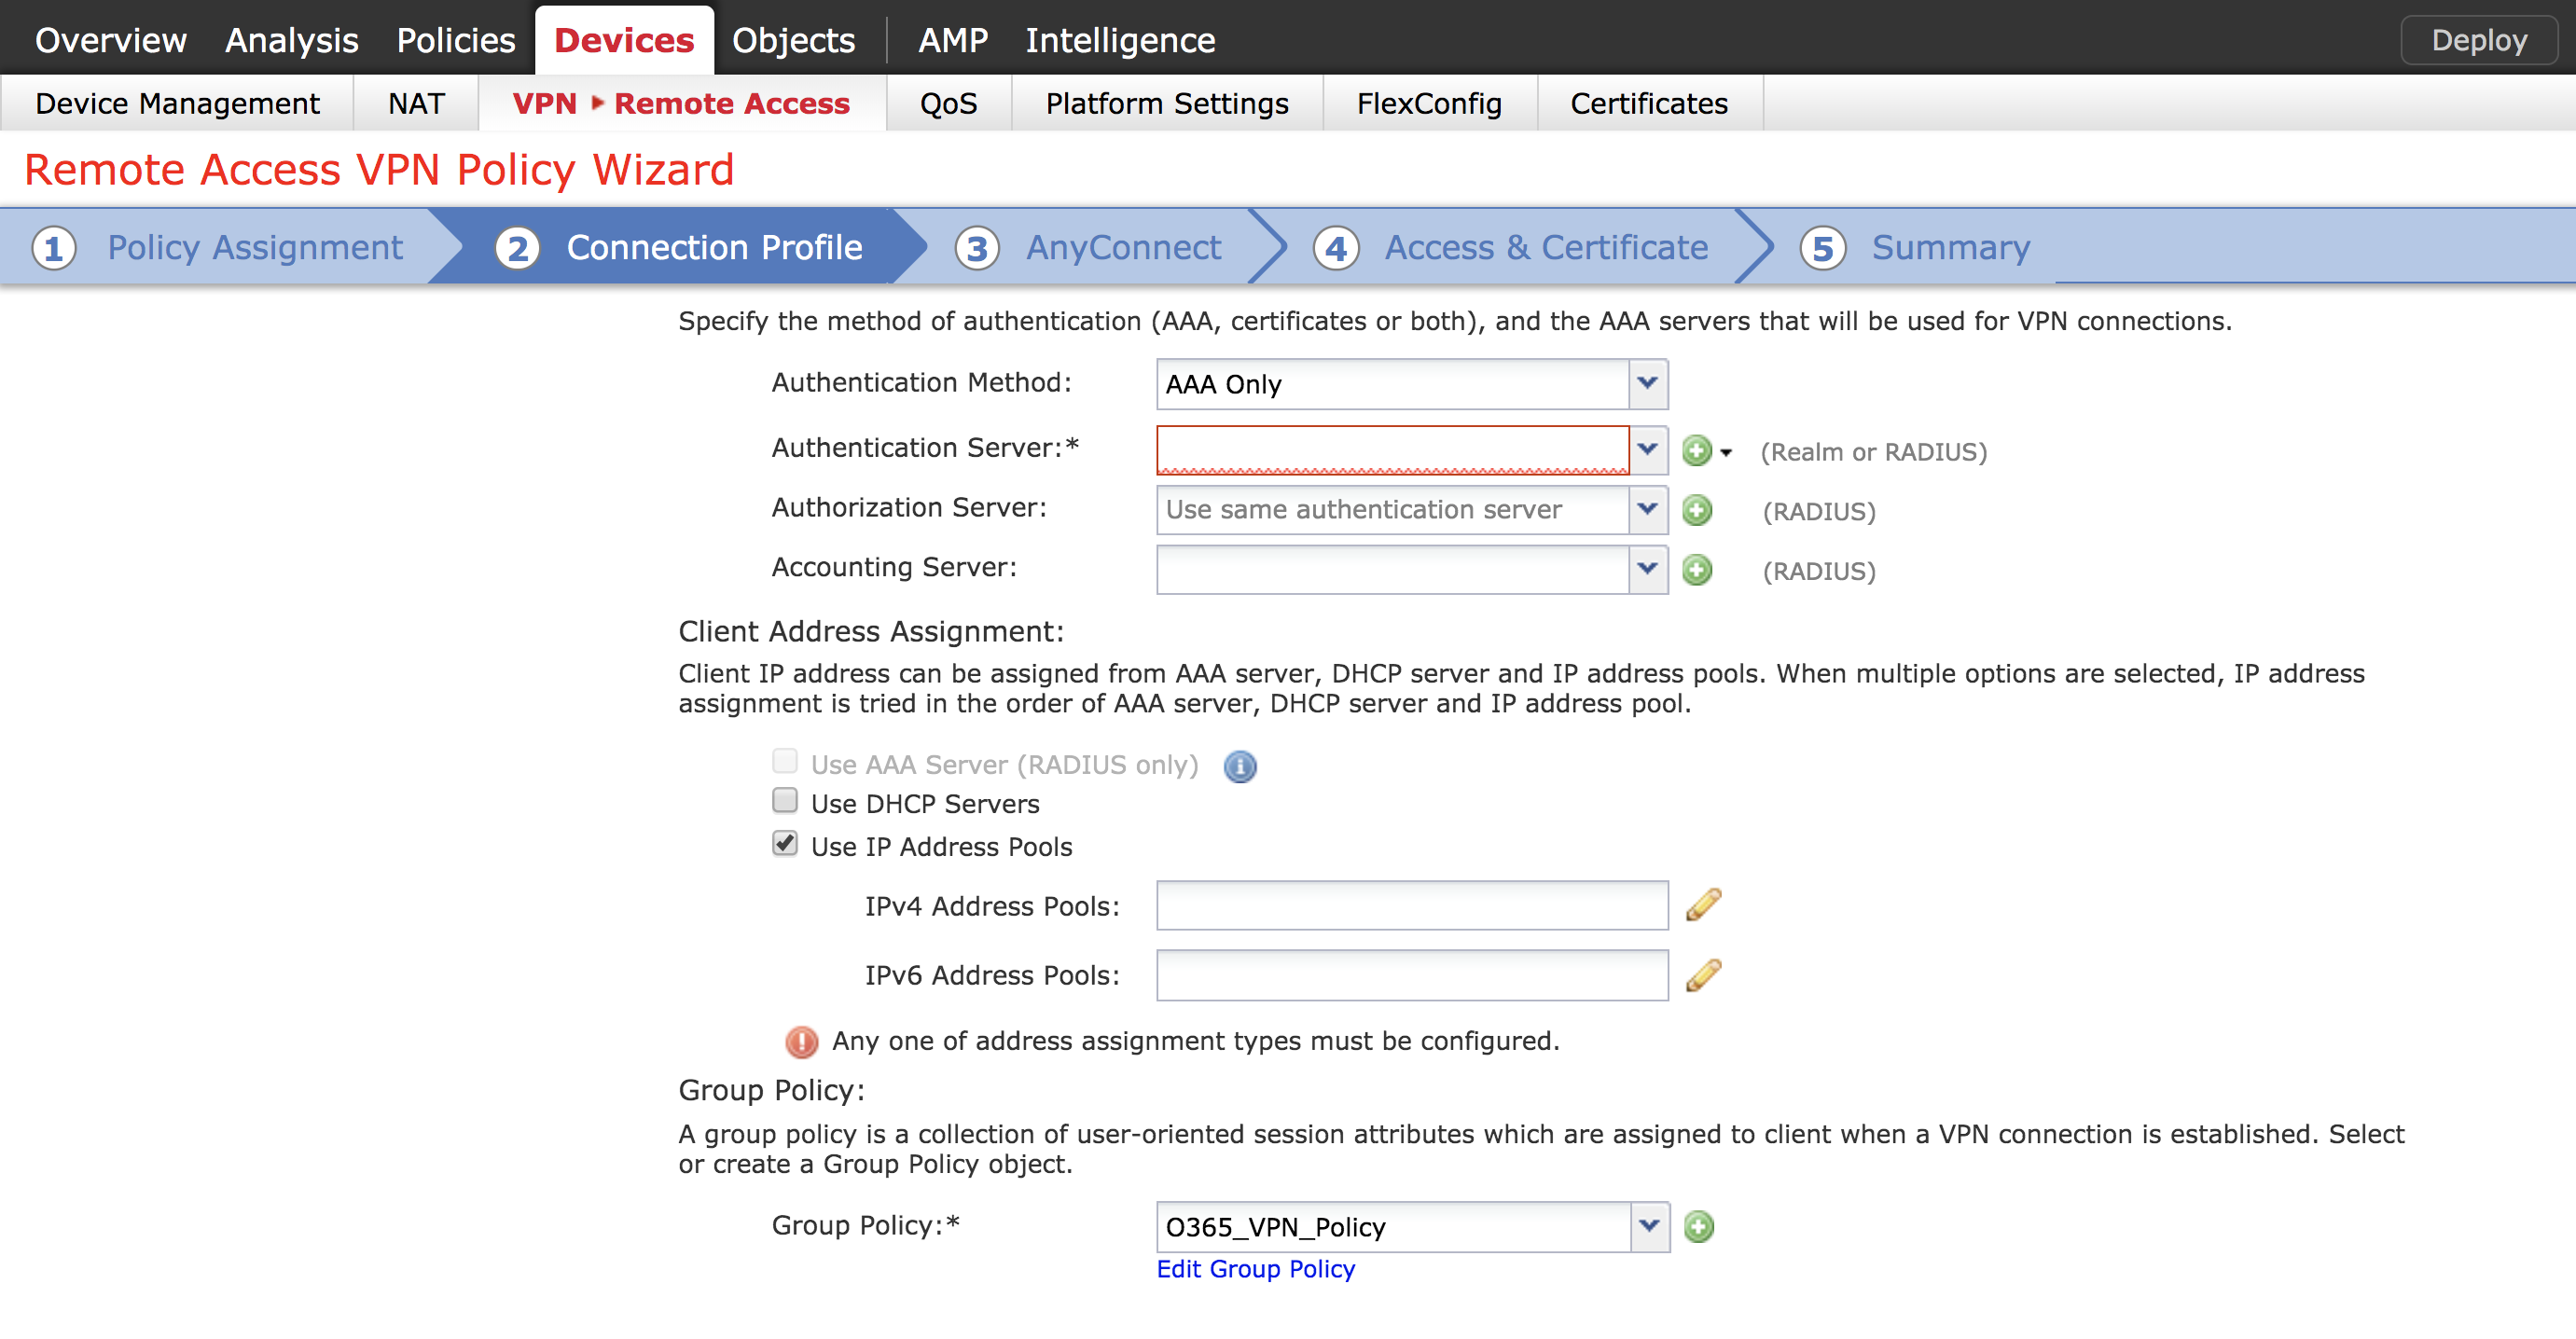 Overview Analysis Policies Devices Objects AMP Intelligence Deploy
Device Management NAT VPN Remote Access QoS Platform Settings FlexConfig Certificates
Remote Access VPN Policy Wizard
1 Policy Assignment 2 Connection Profile 3 AnyConnect 4 Access & Certificate 5 Summary
Specify the method of authentication (AAA, certificates or both), and the AAA servers that will be used for VPN connections.
Authentication Method: AAA Only
Authentication Server:* (Realm or RADIUS)
Authorization Server: Use same authentication server (RADIUS)
Accounting Server: (RADIUS)
Client Address Assignment:
Client IP address can be assigned from AAA server, DHCP server and IP address pools. When multiple options are selected, IP address
assignment is tried in the order of AAA server, DHCP server and IP address pool.
Use AAA Server (RADIUS only)
Use DHCP Servers
Use IP Address Pools
IPv4 Address Pools:
IPv6 Address Pools:
Any one of address assignment types must be configured.
Group Policy:
A group policy is a collection of user-oriented session attributes which are assigned to client when a VPN connection is established. Select
or create a Group Policy object.
Group Policy:* O365_VPN_Policy
Edit Group Policy